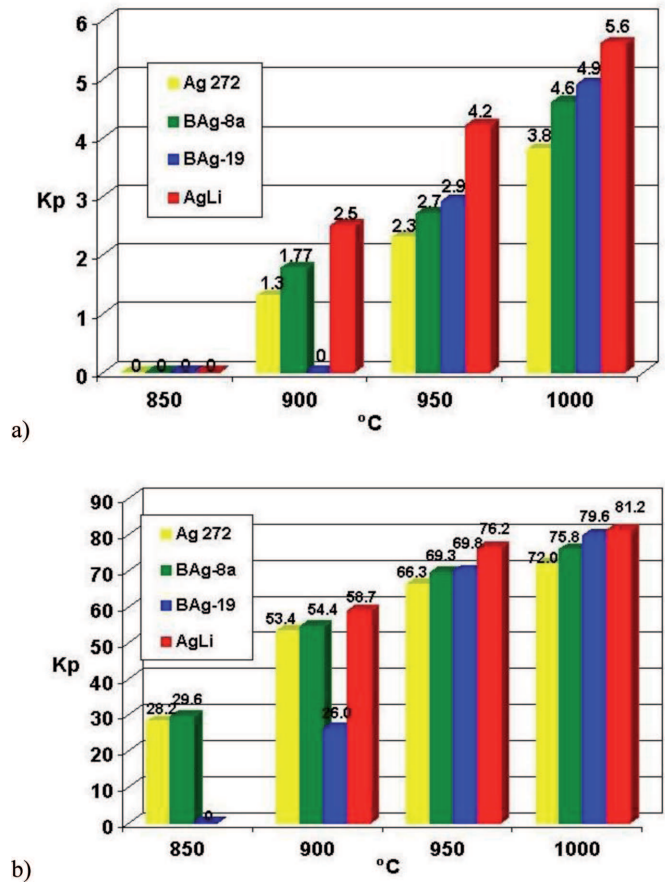 6
5
4
3
2
1
0
Kp
Ag 272
BAg-8a
BAg-19
AgLi
0 0 0 0
1.3 1.77 0 2.5
2.3 2.7 2.9 4.2
3.8 4.6 4.9 5.6
850 900 950 1000
°C
a)
90
80
70
60
50
40
30
20
10
0
Kp
Ag 272
BAg-8a
BAg-19
AgLi
28.2 29.6 0
53.4 54.4 26.0 58.7
66.3 69.3 69.8 76.2
72.0 75.8 79.6 81.2
850 900 950 1000
°C
b)